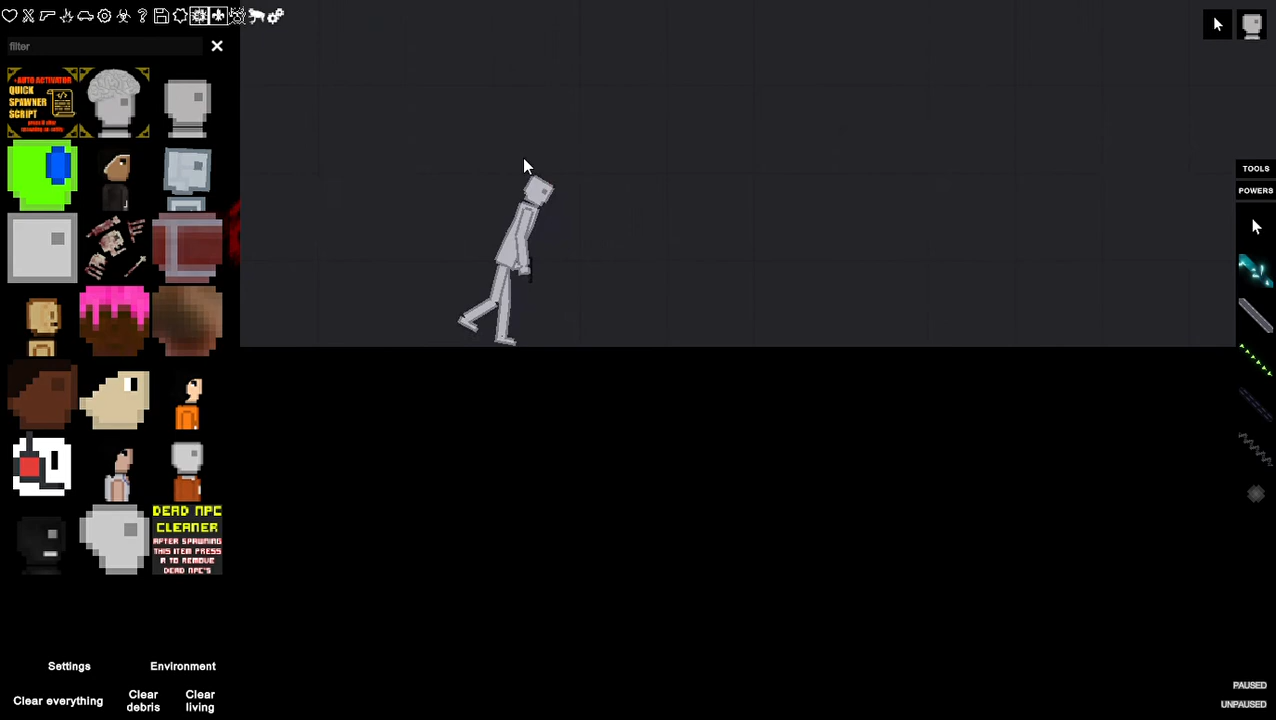 filter
+AUTO ACTIVATOR
QUICK
SPAWNER
SCRIPT
TOOLS
POWERS
DEAD NPC
CLEANER
AFTER SPAWNING
THIS ITEM PRESS
A TO REMOVE
DEAD NPC'S
Settings
Environment
Clear everything
Clear
debris
Clear
living
PAUSED
UNPAUSED